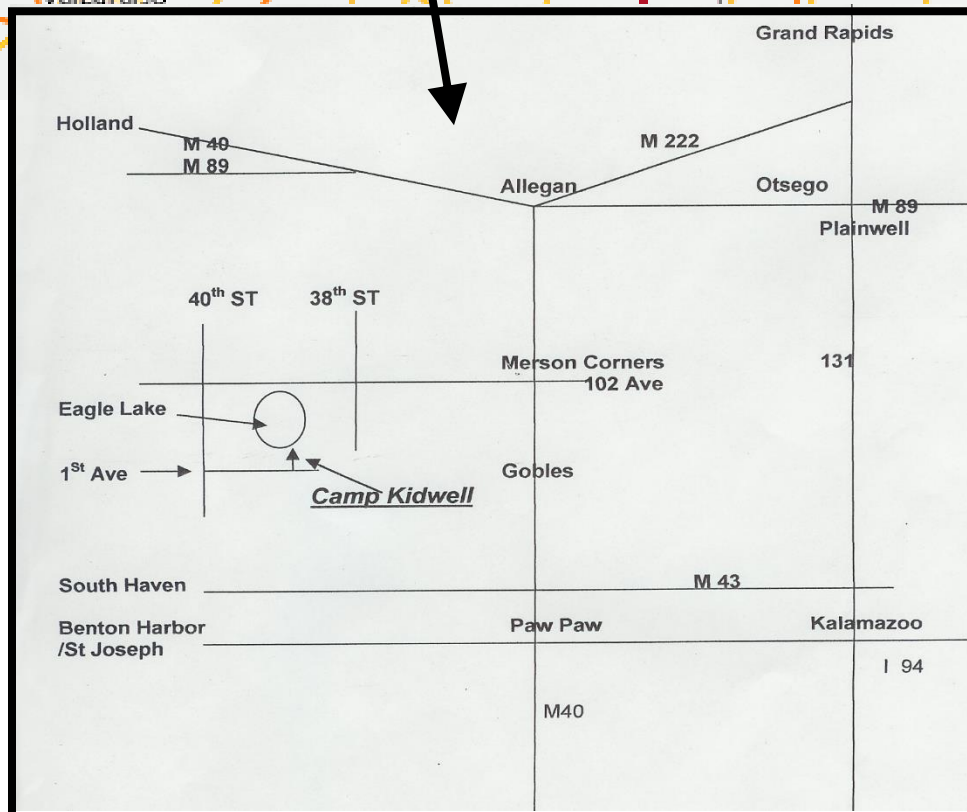 Grand Rapids
Holland
M 40
M 89
M 222
Allegan
Otsego
M 89
Plainwell
40th ST
38th ST
Merson Corners
102 Ave
131
Eagle Lake
1St Ave
Gobles
Camp Kidwell
South Haven
M 43
Benton Harbor
/St Joseph
Paw Paw
Kalamazoo
I 94
M40